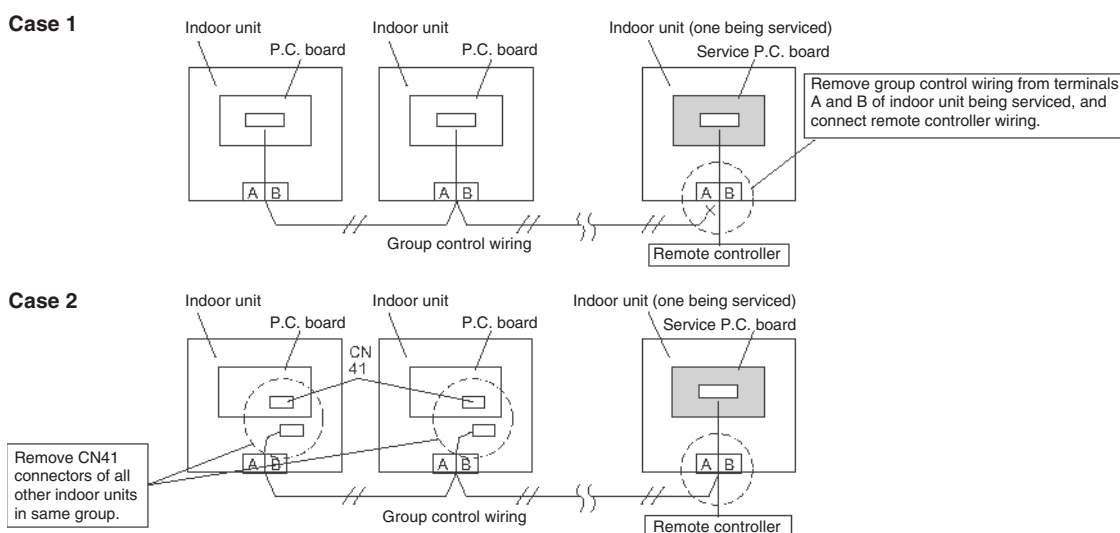 Case 1
Indoor unit
P.C. board
Indoor unit
P.C. board
Indoor unit (one being serviced)
Service P.C. board
Remove group control wiring from terminals
A and B of indoor unit being serviced, and
connect remote controller wiring.
A B
A B
A B
Group control wiring
Remote controller
Case 2
Indoor unit
P.C. board
Indoor unit
P.C. board
Indoor unit (one being serviced)
Service P.C. board
CN
41
Remove CN41
connectors of all
other indoor units
in same group.
A B
A B
A B
Group control wiring
Remote controller